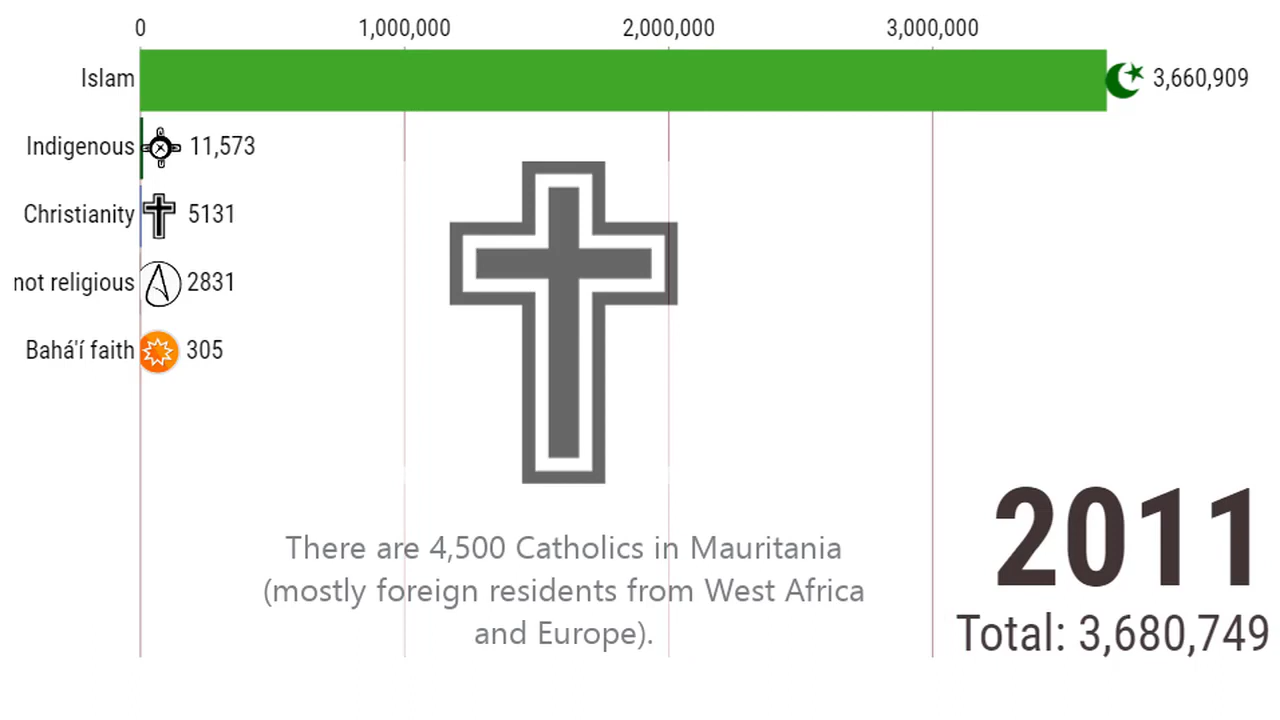 0 1,000,000 2,000,000 3,000,000
Islam 3,660,909
Indigenous 11,573
Christianity 5131
not religious 2831
Bahá'í faith 305
There are 4,500 Catholics in Mauritania
(mostly foreign residents from West Africa
and Europe).
2011
Total: 3,680,749